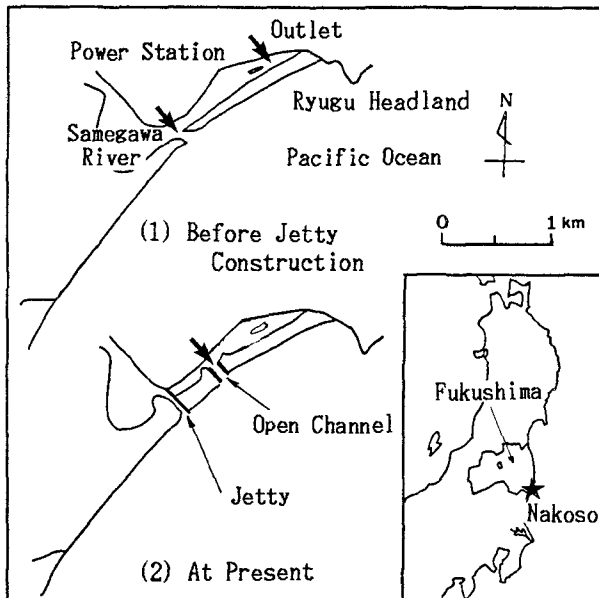 Outlet
Power Station
Ryugu Headland
N
Samegawa
River
Pacific Ocean
0 1 km
(1) Before Jetty
Construction
Open Channel
Jetty
(2) At Present
Fukushima
Nakoso